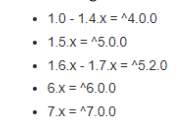 • 1.0 - 1.4.x = ^4.0.0
• 1.5.x = ^5.0.0
• 1.6.x - 1.7.x = ^5.2.0
• 6.x = ^6.0.0
• 7.x = ^7.0.0